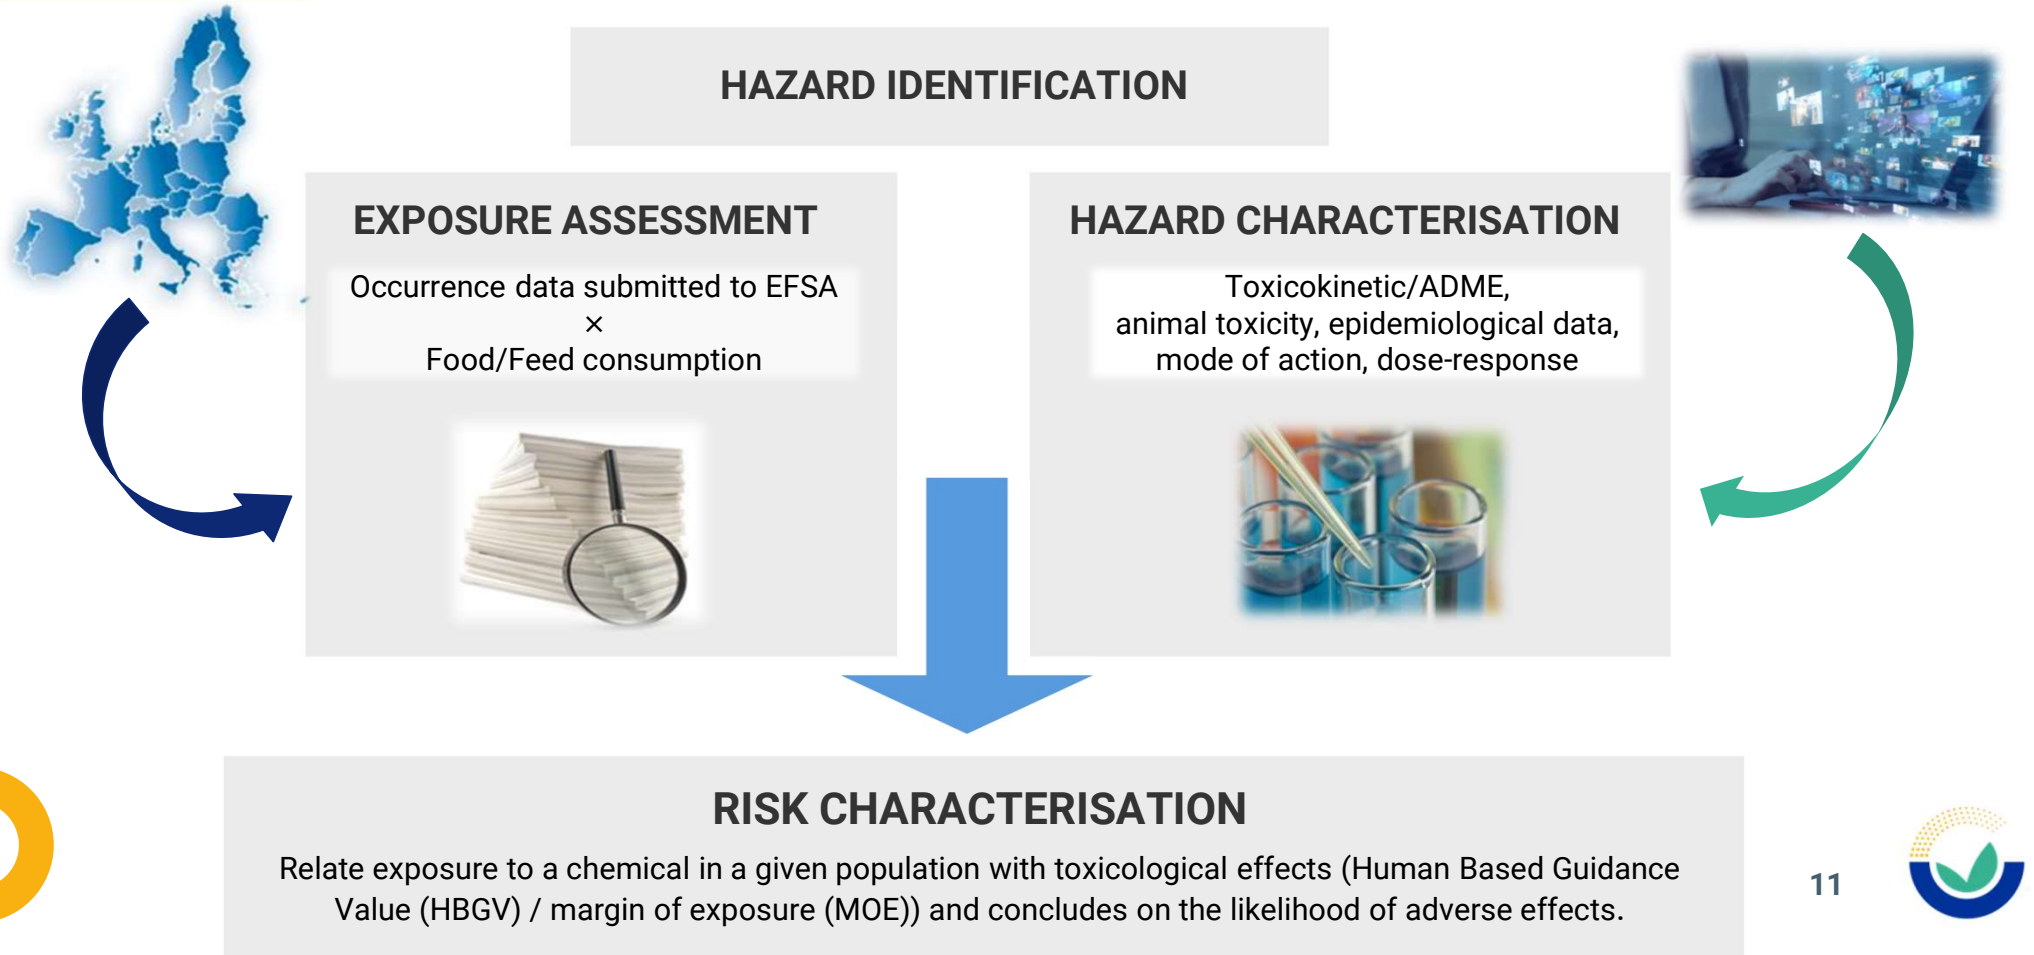 HAZARD IDENTIFICATION
EXPOSURE ASSESSMENT
Occurrence data submitted to EFSA
×
Food/Feed consumption
HAZARD CHARACTERISATION
Toxicokinetic/ADME,
animal toxicity, epidemiological data,
mode of action, dose-response
RISK CHARACTERISATION
Relate exposure to a chemical in a given population with toxicological effects (Human Based Guidance
Value (HBGV) / margin of exposure (MOE)) and concludes on the likelihood of adverse effects.
11